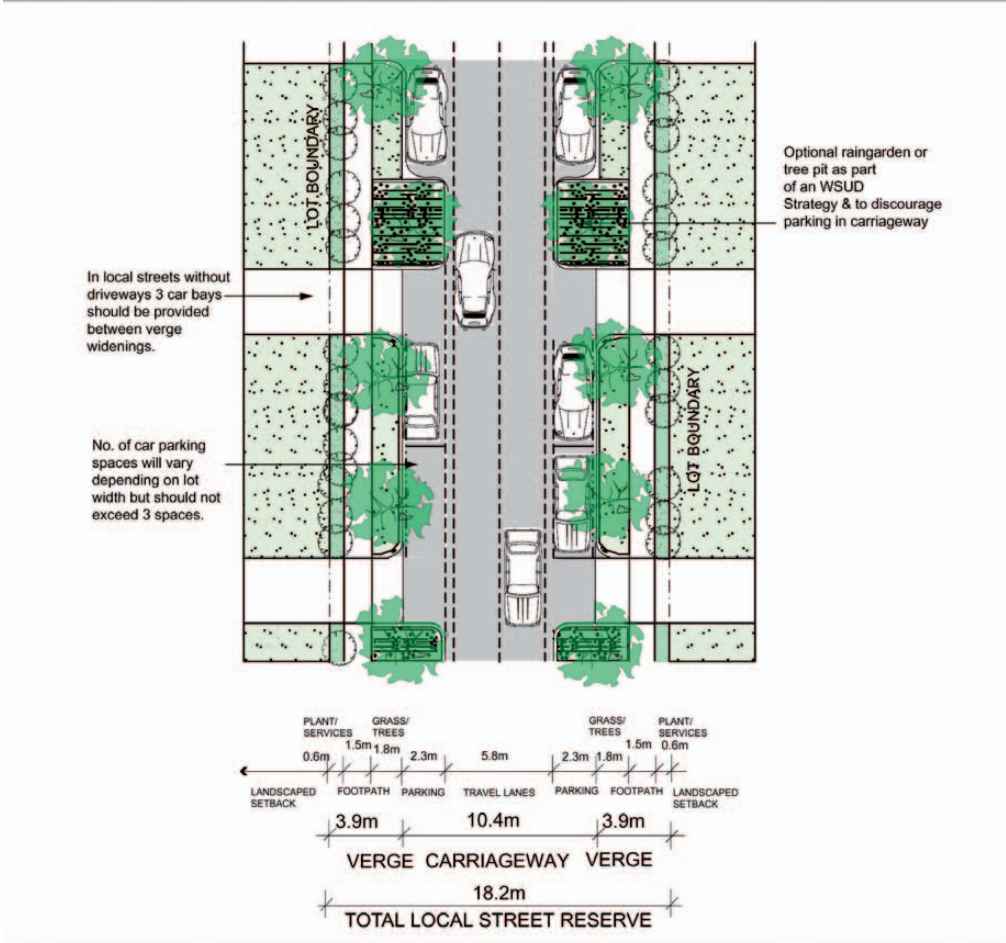 LOT BOUNDARY
Optional raingarden or
tree pit as part
of an WSUD
Strategy & to discourage
parking in carriageway
In local streets without
driveways 3 car bays
should be provided
between verge
widenings.
LOT BOUNDARY
No. of car parking
spaces will vary
depending on lot
width but should not
exceed 3 spaces.
PLANT/
SERVICES
GRASS/
TREES
GRASS/
TREES
PLANT/
SERVICES
0.6m 1.5m 1.8m 2.3m 5.8m 2.3m 1.8m 1.5m 0.6m
LANDSCAPED
SETBACK
FOOTPATH PARKING TRAVEL LANES PARKING FOOTPATH
LANDSCAPED
SETBACK
3.9m 10.4m 3.9m
VERGE CARRIAGEWAY VERGE
18.2m
TOTAL LOCAL STREET RESERVE